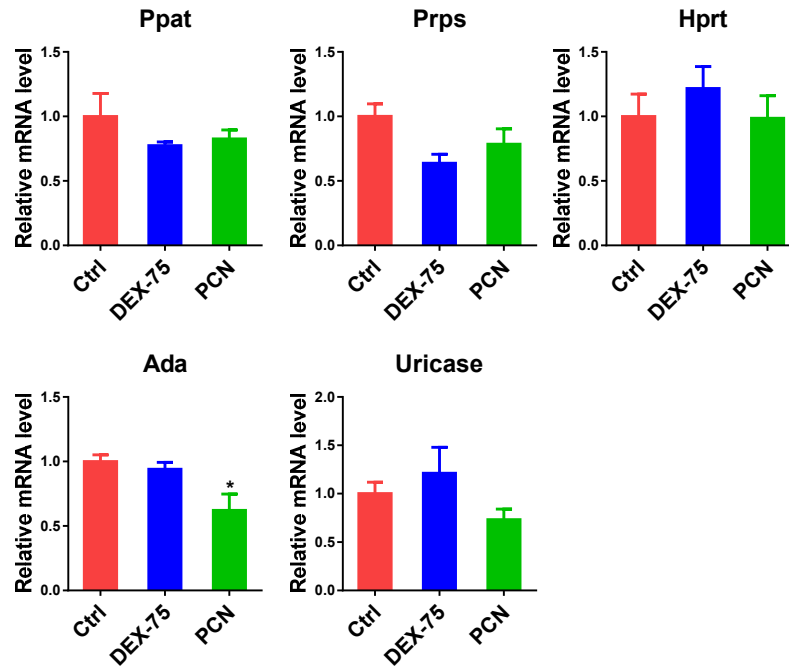 Ppat
Relative mRNA level
1.5
1.0
0.5
0.0
Ctrl
DEX-75
PCN
Prps
Relative mRNA level
1.5
1.0
0.5
0.0
Ctrl
DEX-75
PCN
Hprt
Relative mRNA level
1.5
1.0
0.5
0.0
Ctrl
DEX-75
PCN
Ada
Relative mRNA level
1.5
1.0
0.5
0.0
*
Ctrl
DEX-75
PCN
Uricase
Relative mRNA level
2.0
1.5
1.0
0.5
0.0
Ctrl
DEX-75
PCN